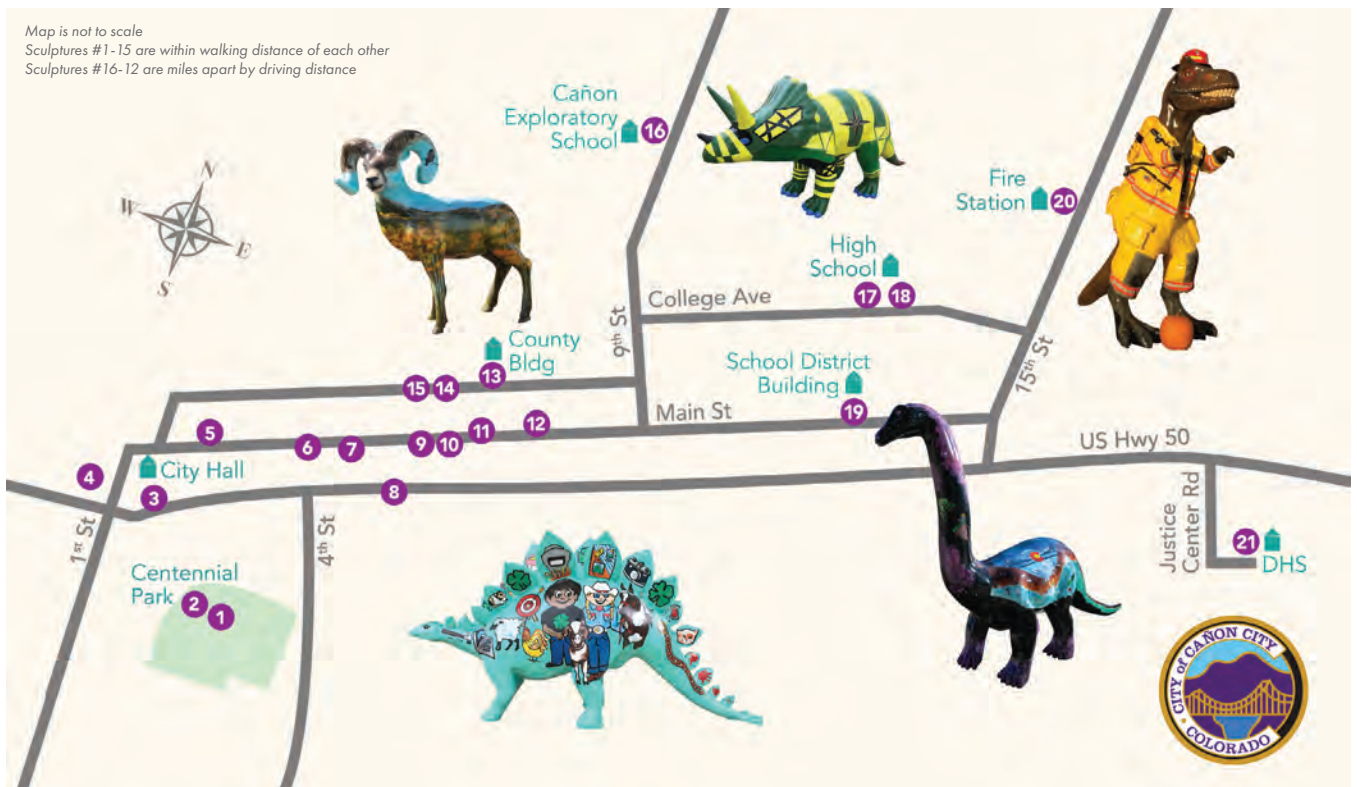 Map is not to scale
Sculptures #1-15 are within walking distance of each other
Sculptures #16-12 are miles apart by driving distance
Cañon
Exploratory
School
16
N
W
E
S
Fire
Station
20
High
School
17
18
College Ave
9th St
15th St
County
Bldg
13
14
15
School District
Building
19
Main St
US Hwy 50
5
6
7
9
10
11
12
4
City Hall
3
8
1st St
4th St
Centennial
Park
2
1
Justice
Center Rd
21
DHS
CITY of CAÑON CITY
COLORADO